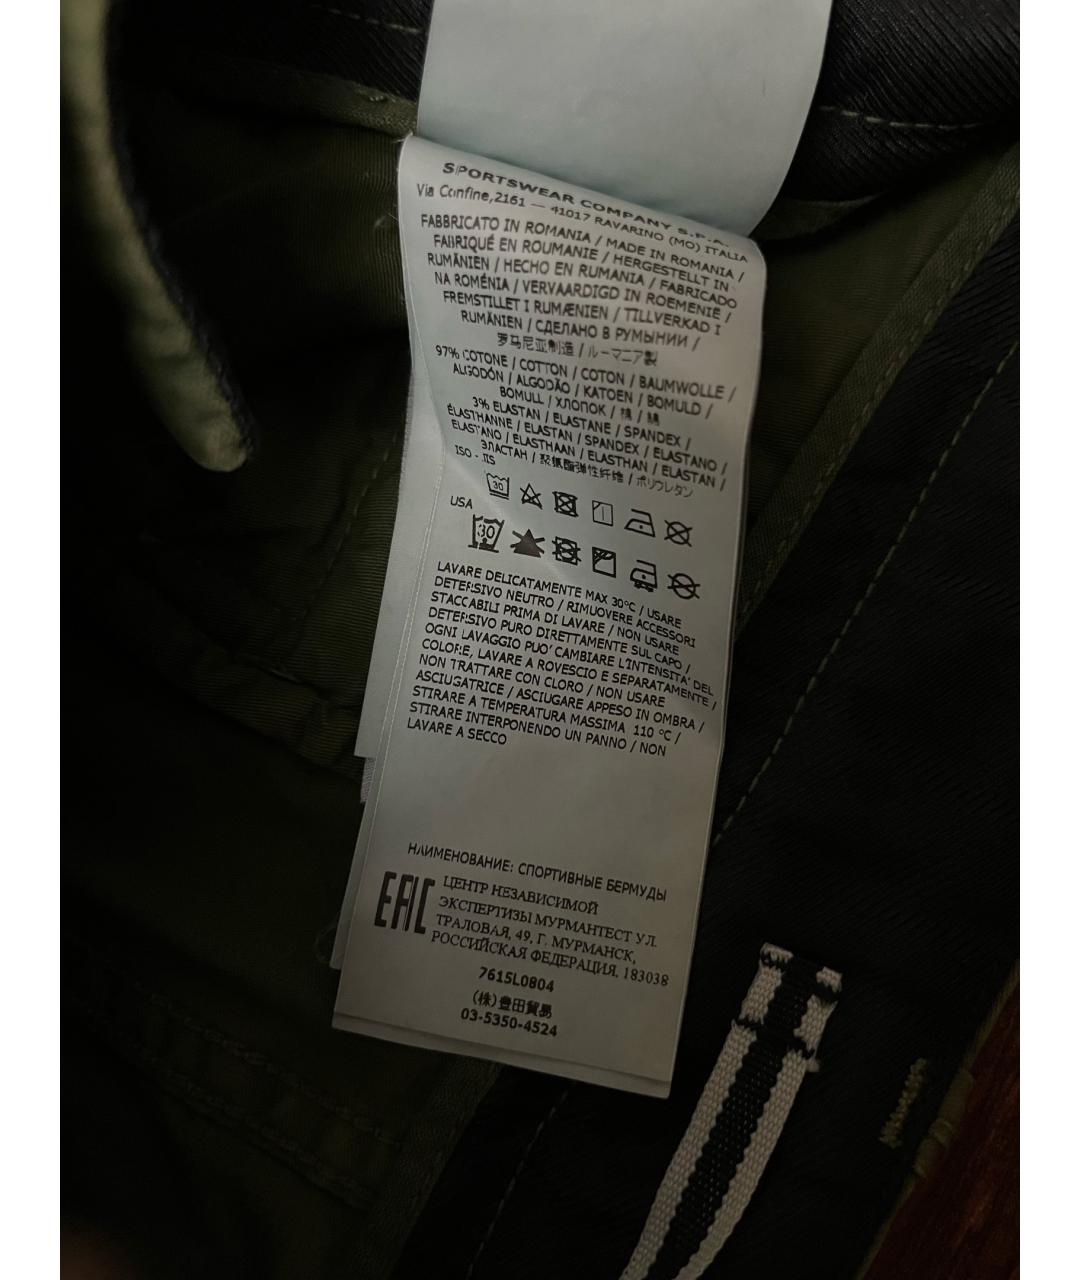 SPORTSWEAR COMPANY S.P.A.
Via Confine,2161 — 41017 RAVARINO (MO) ITALIA
FABBRICATO IN ROMANIA / MADE IN ROMANIA /
FABRIQUÉ EN ROUMANIE / HERGESTELLT IN
RUMÄNIEN / HECHO EN RUMANIA / FABRICADO
NA ROMÉNIA / VERVAARDIGD IN ROEMENIË /
FREMSTILLET I RUMÆNIEN / TILLVERKAD I
RUMÄNIEN / СДЕЛАНО В РУМЫНИИ /
罗马尼亚制造 / ルーマニア製
97% COTONE / COTTON / COTON / BAUMWOLLE /
ALGODÓN / ALGODÃO / KATOEN / BOMULD /
BOMULL / ХЛОПОК / 棉 / 綿
3% ELASTAN / ELASTANE / SPANDEX /
ÉLASTHANNE / ELASTAN / SPANDEX / ELASTANO /
ELASTANO / ELASTHAAN / ELASTHAN / ELASTAN /
ЭЛАСТАН / 聚氨酯弹性纤维 / ポリウレタン
ISO - JIS
30
USA
30
LAVARE DELICATAMENTE MAX 30°C / USARE
DETERSIVO NEUTRO / RIMUOVERE ACCESSORI
STACCABILI PRIMA DI LAVARE / NON USARE
DETERSIVO PURO DIRETTAMENTE SUL CAPO /
OGNI LAVAGGIO PUO' CAMBIARE L'INTENSITA' DEL
COLORE, LAVARE A ROVESCIO E SEPARATAMENTE /
NON TRATTARE CON CLORO / NON USARE
ASCIUGATRICE / ASCIUGARE APPESO IN OMBRA /
STIRARE A TEMPERATURA MASSIMA 110 °C /
STIRARE INTERPONENDO UN PANNO / NON
LAVARE A SECCO
НАИМЕНОВАНИЕ: СПОРТИВНЫЕ БЕРМУДЫ
EAC
ЦЕНТР НЕЗАВИСИМОЙ
ЭКСПЕРТИЗЫ МУРМАНТЕСТ УЛ.
ТРАЛОВАЯ, 49, Г. МУРМАНСК,
РОССИЙСКАЯ ФЕДЕРАЦИЯ, 183038
7615L0804
(株)豊田貿易
03-5350-4524